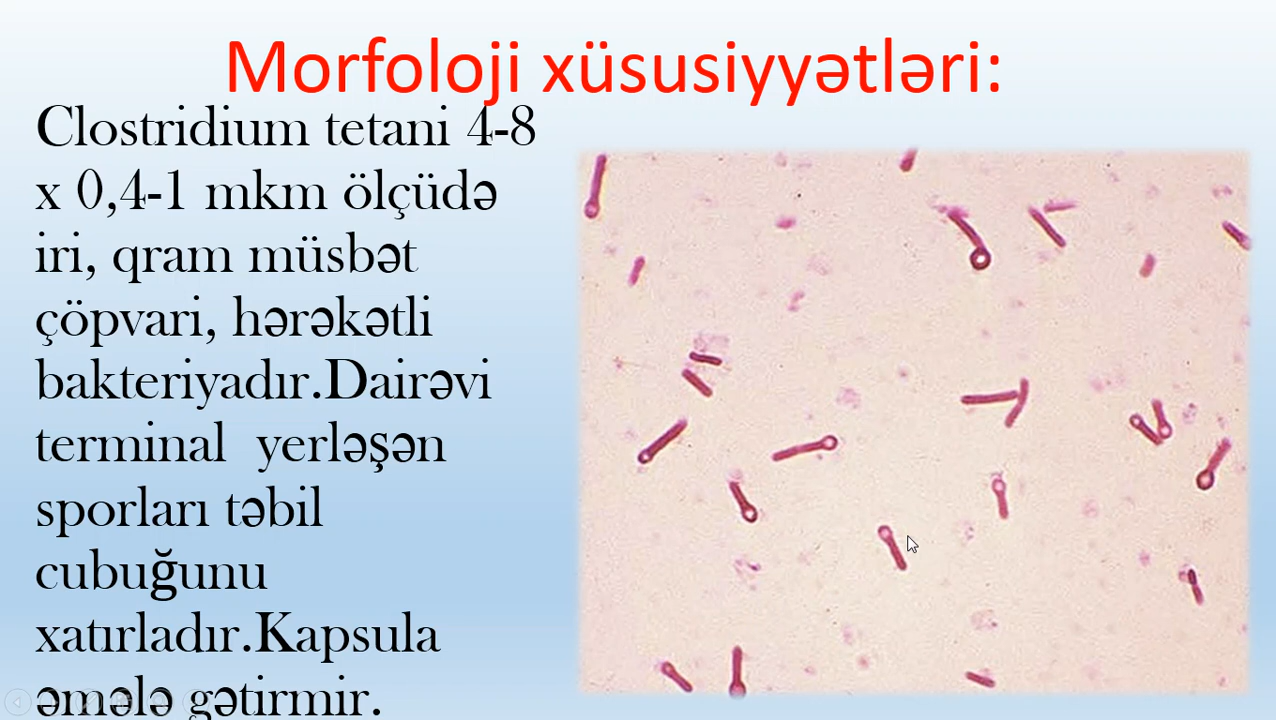 Morfoloji xüsusiyyətləri:
Clostridium tetani 4-8
x 0,4-1 mkm ölçüdə
iri, qram müsbət
çöpvari, hərəkətli
bakteriyadır.Dairəvi
terminal yerləşən
sporları təbil
cubuğunu
xatırladır.Kapsula
əmələ gətirmir.